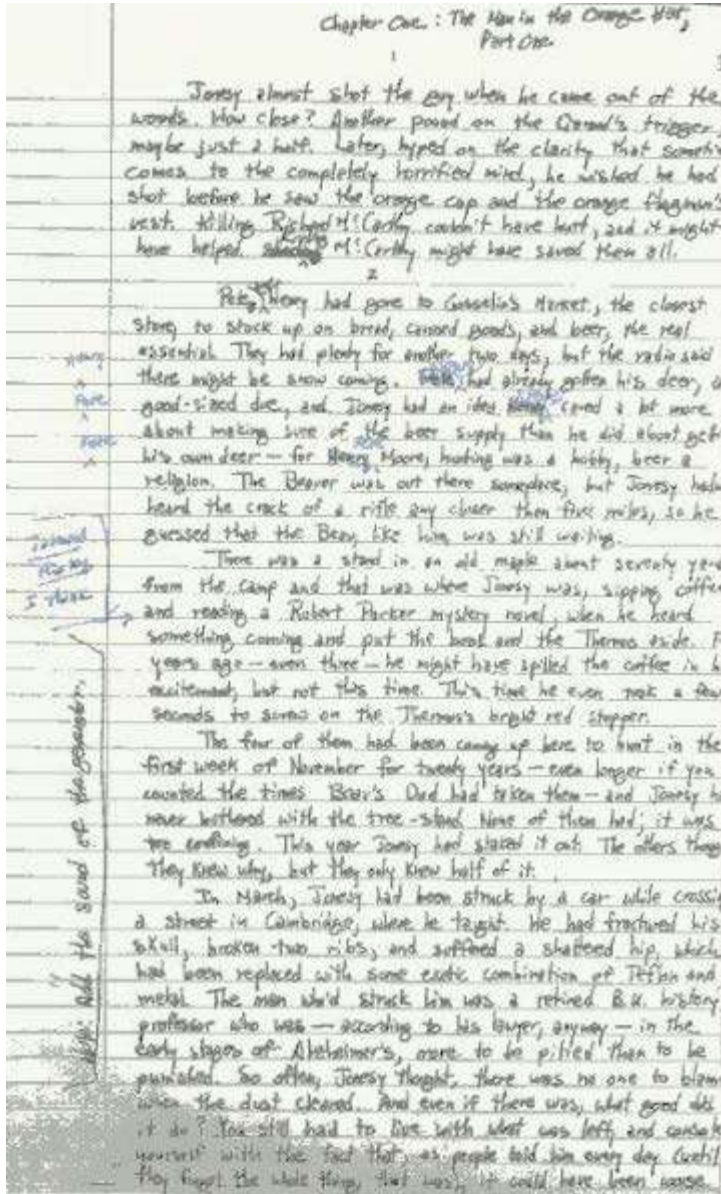 Chapter One: The Man in the Orange Hat,
Part One.
1
Jonesy almost shot the guy when he came out of the
woods. How close? Another pound on the Garand's trigger
maybe just a half. Later, hyped on the clarity that someti
comes to the completely horrified mind, he wished he had
shot before he saw the orange cap and the orange flagman's
vest. Killing Richard McCarthy couldn't have hurt, and it might
have helped. McCarthy might have saved them all.
2
Pete Henry had gone to Gosselin's Market, the closest
store, to stock up on bread, canned goods, and beer, the real
essential. They had plenty for another two days, but the radio said
there might be snow coming. had already gotten his deer, a
good-sized doe, and Jonesy had an idea cared a lot more
about making sure of the beer supply than he did about gett
his own deer — for Moore, hunting was a hobby, beer a
religion. The Beaver was out there someplace, but Jonesy hadn
heard the crack of a rifle any closer than five miles, so he
guessed that the Beav, like him, was still waiting.
There was a stand in an old maple about seventy yar
from the camp and that was where Jonesy was, sipping coffee
and reading a Robert Parker mystery novel, when he heard
something coming and put the book and the Thermos aside. F
years ago — even three — he might have spilled the coffee in h
excitement, but not this time. This time he even took a few
seconds to screw on the Thermos's bright red stopper.
The four of them had been coming up here to hunt in the
first week of November for twenty years — even longer if you
counted the times Beav's Dad had taken them — and Jonesy h
never bothered with the tree-stand. None of them had; it was
too confining. This year Jonesy had staked it out. The others thoug
they knew why, but they only knew half of it.
In March, Jonesy had been struck by a car while crossin
a street in Cambridge, where he taught. He had fractured his
skull, broken two ribs, and suffered a shattered hip, which
had been replaced with some exotic combination of Teflon and
metal. The man who'd struck him was a retired B.U. history
professor who was — according to his lawyer, anyway — in the
early stages of Alzheimer's, more to be pitied than to be
punished. So often, Jonesy thought, there was no one to blame
when the dust cleared. And even if there was, what good did
it do? You still had to live with what was left, and console
yourself with the fact that, as people told him every day (until
they forgot the whole thing, that was), it could have been worse.
Henry
Pete
Pete
I think
Add the sound of the generator.